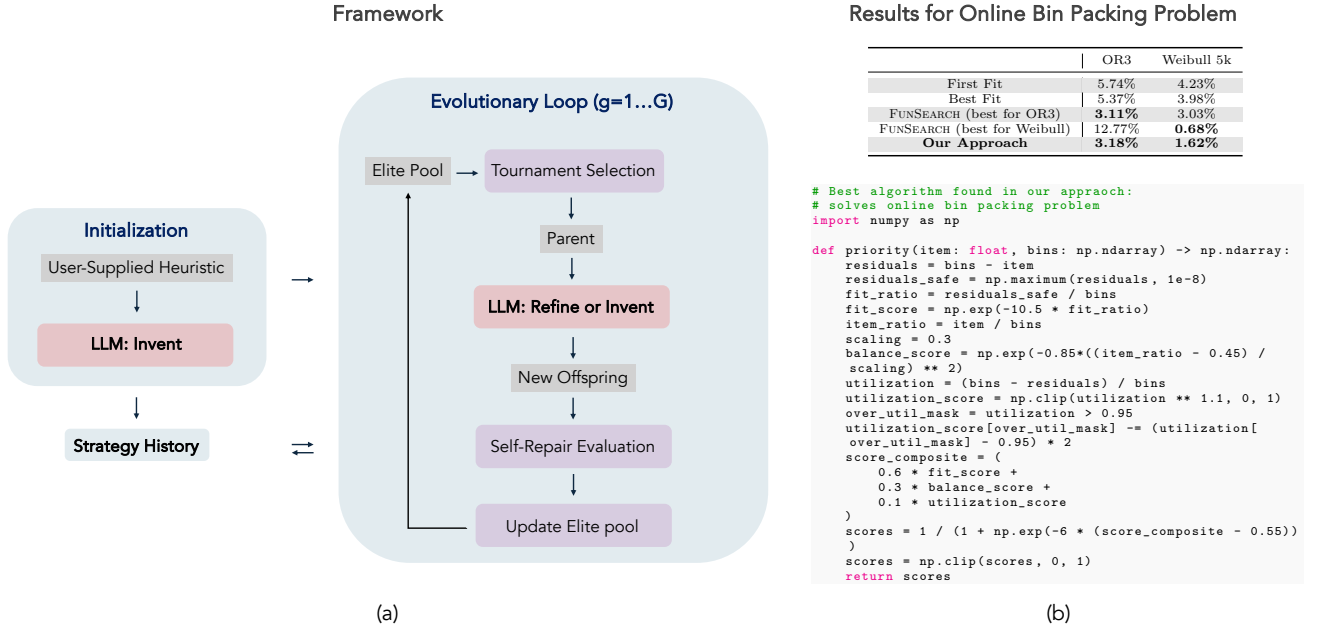 Framework
Initialization
User-Supplied Heuristic
LLM: Invent
Strategy History
Evolutionary Loop (g=1...G)
Elite Pool
Tournament Selection
Parent
LLM: Refine or Invent
New Offspring
Self-Repair Evaluation
Update Elite pool
(a)
Results for Online Bin Packing Problem
OR3 Weibull 5k
First Fit 5.74% 4.23%
Best Fit 5.37% 3.98%
FUNSEARCH (best for OR3) 3.11% 3.03%
FUNSEARCH (best for Weibull) 12.77% 0.68%
Our Approach 3.18% 1.62%
# Best algorithm found in our appraoch:
# solves online bin packing problem
import numpy as np
def priority(item: float, bins: np.ndarray) -> np.ndarray:
residuals = bins - item
residuals_safe = np.maximum(residuals, 1e-8)
fit_ratio = residuals_safe / bins
fit_score = np.exp(-10.5 * fit_ratio)
item_ratio = item / bins
scaling = 0.3
balance_score = np.exp(-0.85*((item_ratio - 0.45) /
scaling) ** 2)
utilization = (bins - residuals) / bins
utilization_score = np.clip(utilization ** 1.1, 0, 1)
over_util_mask = utilization > 0.95
utilization_score[over_util_mask] -= (utilization[
over_util_mask] - 0.95) * 2
score_composite = (
0.6 * fit_score +
0.3 * balance_score +
0.1 * utilization_score
)
scores = 1 / (1 + np.exp(-6 * (score_composite - 0.55))
)
scores = np.clip(scores, 0, 1)
return scores
(b)